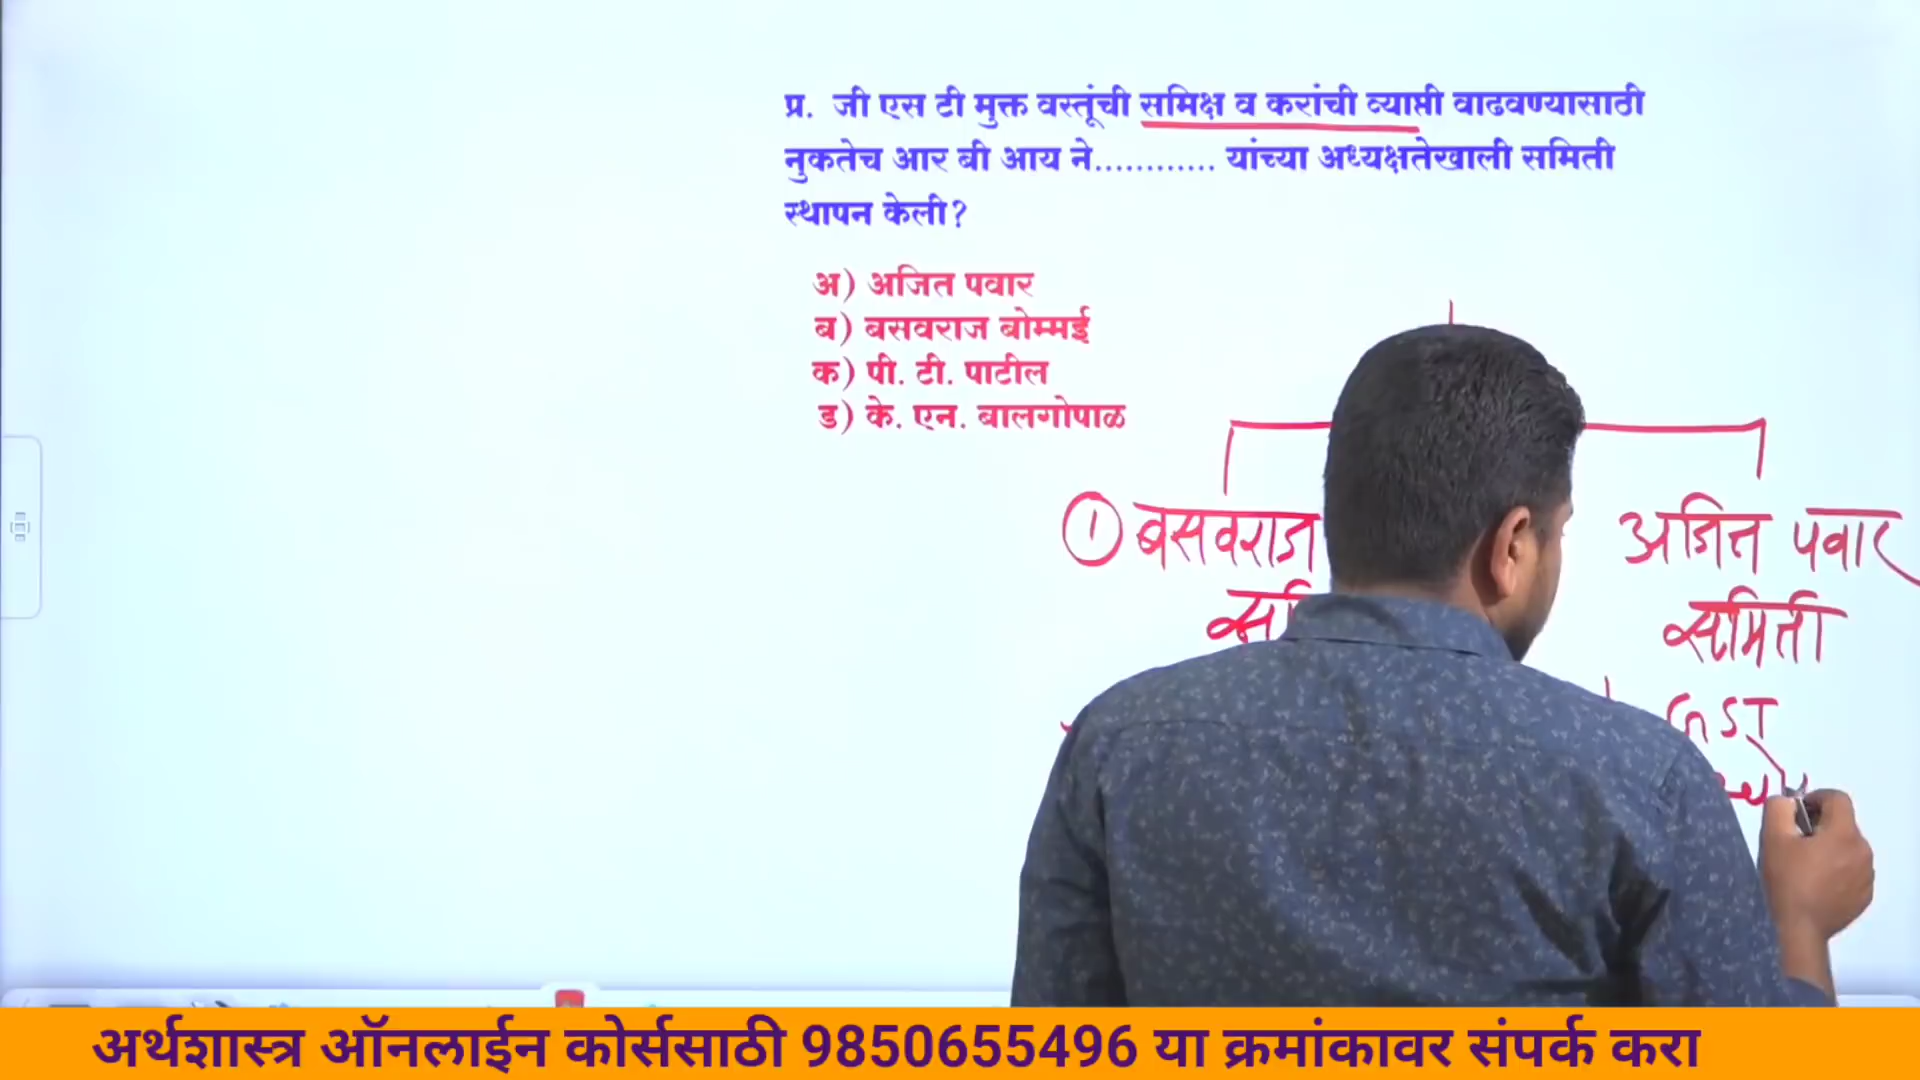 प्र. जी एस टी मुक्त वस्तूंची समिक्ष व करांची व्याप्ती वाढवण्यासाठी
नुकतेच आर बी आय ने............ यांच्या अध्यक्षतेखाली समिती
स्थापन केली?
अ) अजित पवार
ब) बसवराज बोम्मई
क) पी. टी. पाटील
ड) के. एन. बालगोपाळ
① बसवराज
अजित पवार
समिती
GST
अर्थशास्त्र ऑनलाईन कोर्ससाठी 9850655496 या क्रमांकावर संपर्क करा